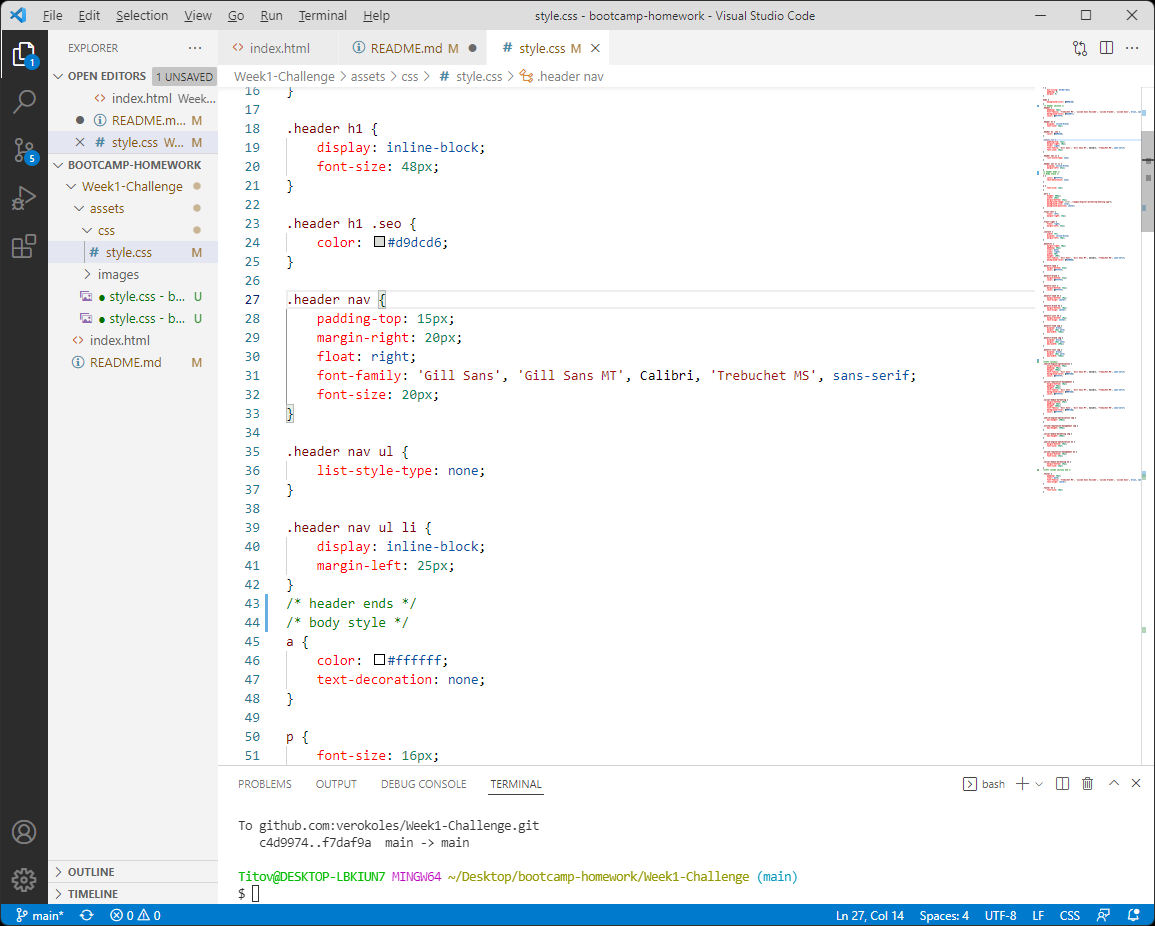 File Edit Selection View Go Run Terminal Help style.css - bootcamp-homework - Visual Studio Code
EXPLORER
OPEN EDITORS 1 UNSAVED
index.html Week...
README.m... M
style.css W... M
BOOTCAMP-HOMEWORK
Week1-Challenge
assets
css
# style.css M
images
style.css - b... U
style.css - b... U
index.html
README.md M
OUTLINE
TIMELINE
1
5
index.html README.md M # style.css M
Week1-Challenge > assets > css > # style.css > .header nav
16 }
17
18 .header h1 {
19 display: inline-block;
20 font-size: 48px;
21 }
22
23 .header h1 .seo {
24 color: #d9dcd6;
25 }
26
27 .header nav {
28 padding-top: 15px;
29 margin-right: 20px;
30 float: right;
31 font-family: 'Gill Sans', 'Gill Sans MT', Calibri, 'Trebuchet MS', sans-serif;
32 font-size: 20px;
33 }
34
35 .header nav ul {
36 list-style-type: none;
37 }
38
39 .header nav ul li {
40 display: inline-block;
41 margin-left: 25px;
42 }
43 /* header ends */
44 /* body style */
45 a {
46 color: #ffffff;
47 text-decoration: none;
48 }
49
50 p {
51 font-size: 16px;
PROBLEMS OUTPUT DEBUG CONSOLE TERMINAL bash
To github.com:verokoles/Week1-Challenge.git
c4d9974..f7daf9a main -> main
Titov@DESKTOP-LBKIUN7 MINGW64 ~/Desktop/bootcamp-homework/Week1-Challenge (main)
$
main* 0 0 Ln 27, Col 14 Spaces: 4 UTF-8 LF CSS